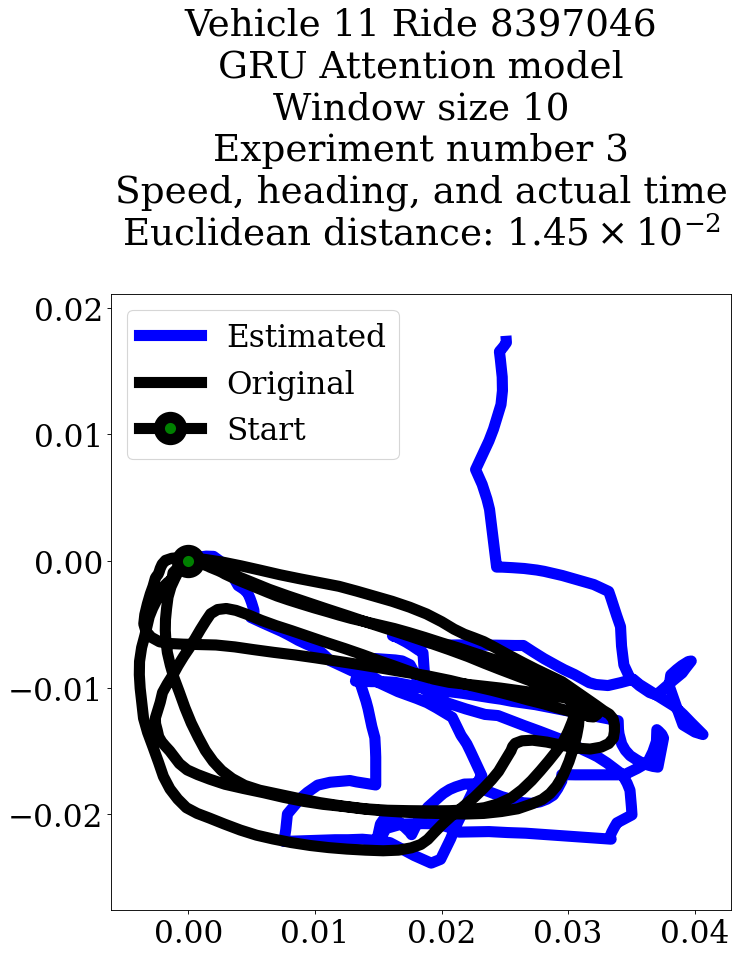 Vehicle 11 Ride 8397046
GRU Attention model
Window size 10
Experiment number 3
Speed, heading, and actual time
Euclidean distance: 1.45 × 10⁻²
Estimated
Original
Start
0.02
0.01
0.00
−0.01
−0.02
0.00 0.01 0.02 0.03 0.04